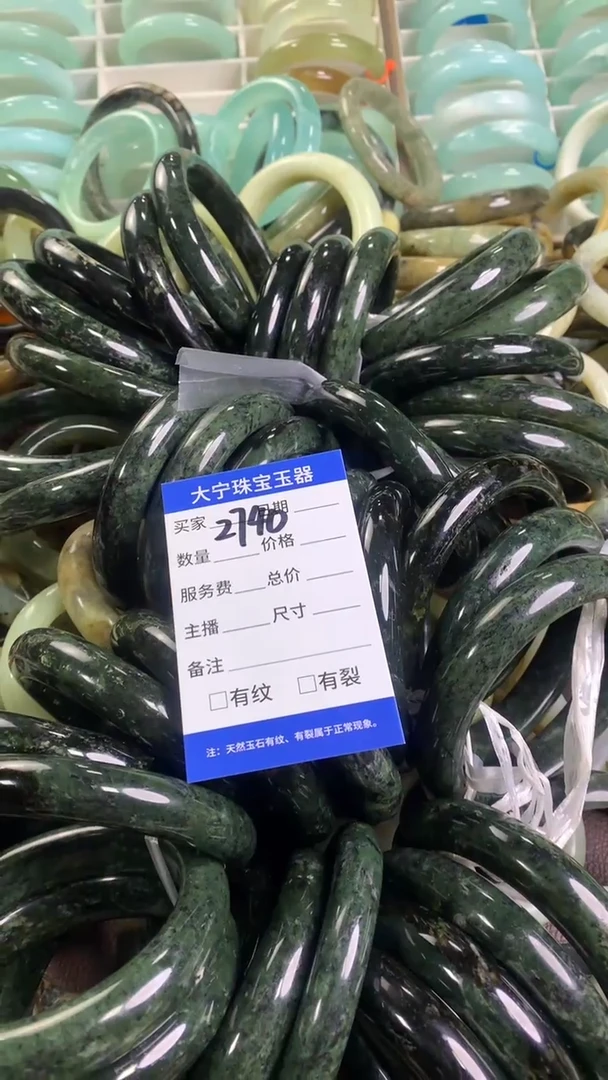 大宁珠宝玉器
买家 2740 日期
数量 价格
服务费 总价
主播 尺寸
备注
□有纹 □有裂
注：天然玉石有纹、有裂属于正常现象。